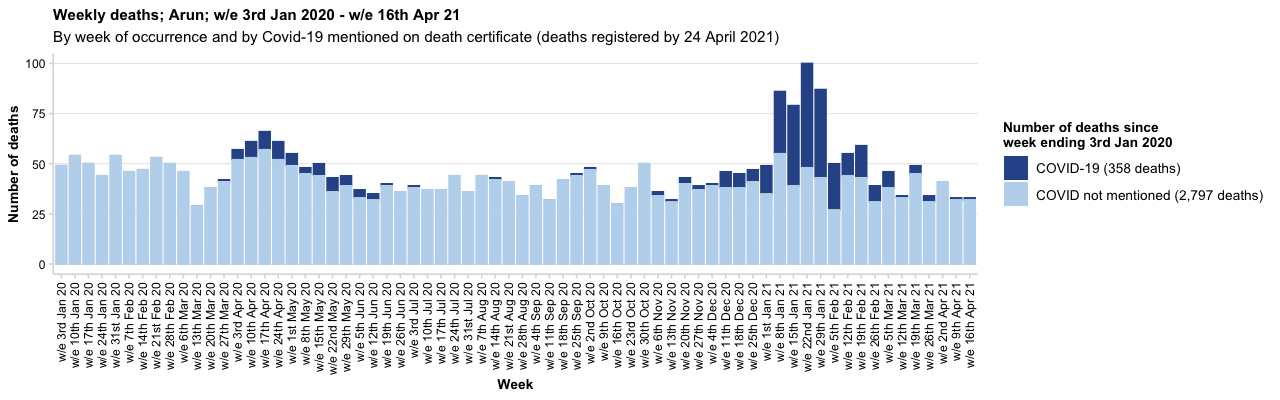 Weekly deaths; Arun; w/e 3rd Jan 2020 - w/e 16th Apr 21
By week of occurrence and by Covid-19 mentioned on death certificate (deaths registered by 24 April 2021)
Number of deaths
100
75
50
25
0
w/e 3rd Jan 20
w/e 10th Jan 20
w/e 17th Jan 20
w/e 24th Jan 20
w/e 31st Jan 20
w/e 7th Feb 20
w/e 14th Feb 20
w/e 21st Feb 20
w/e 28th Feb 20
w/e 6th Mar 20
w/e 13th Mar 20
w/e 20th Mar 20
w/e 27th Mar 20
w/e 3rd Apr 20
w/e 10th Apr 20
w/e 17th Apr 20
w/e 24th Apr 20
w/e 1st May 20
w/e 8th May 20
w/e 15th May 20
w/e 22nd May 20
w/e 29th May 20
w/e 5th Jun 20
w/e 12th Jun 20
w/e 19th Jun 20
w/e 26th Jun 20
w/e 3rd Jul 20
w/e 10th Jul 20
w/e 17th Jul 20
w/e 24th Jul 20
w/e 31st Jul 20
w/e 7th Aug 20
w/e 14th Aug 20
w/e 21st Aug 20
w/e 28th Aug 20
w/e 4th Sep 20
w/e 11th Sep 20
w/e 18th Sep 20
w/e 25th Sep 20
w/e 2nd Oct 20
w/e 9th Oct 20
w/e 16th Oct 20
w/e 23rd Oct 20
w/e 30th Oct 20
w/e 6th Nov 20
w/e 13th Nov 20
w/e 20th Nov 20
w/e 27th Nov 20
w/e 4th Dec 20
w/e 11th Dec 20
w/e 18th Dec 20
w/e 25th Dec 20
w/e 1st Jan 21
w/e 8th Jan 21
w/e 15th Jan 21
w/e 22nd Jan 21
w/e 29th Jan 21
w/e 5th Feb 21
w/e 12th Feb 21
w/e 19th Feb 21
w/e 26th Feb 21
w/e 5th Mar 21
w/e 12th Mar 21
w/e 19th Mar 21
w/e 26th Mar 21
w/e 2nd Apr 21
w/e 9th Apr 21
w/e 16th Apr 21
Week
Number of deaths since
week ending 3rd Jan 2020
COVID-19 (358 deaths)
COVID not mentioned (2,797 deaths)